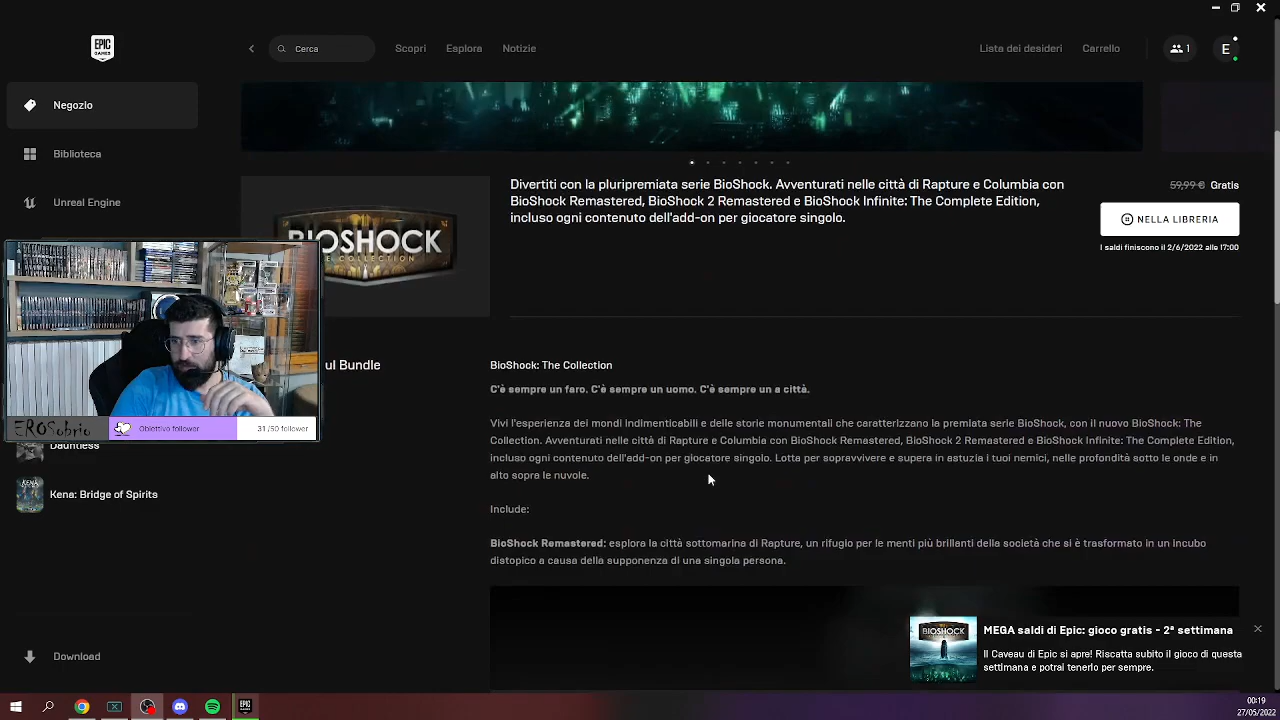 EPIC
GAMES
Cerca
Scopri
Esplora
Notizie
Lista dei desideri
Carrello
1
E
Negozio
Biblioteca
Unreal Engine
Divertiti con la pluripremiata serie BioShock. Avventurati nelle città di Rapture e Columbia con
BioShock Remastered, BioShock 2 Remastered e BioShock Infinite: The Complete Edition,
incluso ogni contenuto dell'add-on per giocatore singolo.
59,99 €
Gratis
NELLA LIBRERIA
I saldi finiscono il 2/6/2022 alle 17:00
BIOSHOCK
E COLLECTION
ul Bundle
BioShock: The Collection
C'è sempre un faro. C'è sempre un uomo. C'è sempre un a città.
Vivi l'esperienza dei mondi indimenticabili e delle storie monumentali che caratterizzano la premiata serie BioShock, con il nuovo BioShock: The
Collection. Avventurati nelle città di Rapture e Columbia con BioShock Remastered, BioShock 2 Remastered e BioShock Infinite: The Complete Edition,
incluso ogni contenuto dell'add-on per giocatore singolo. Lotta per sopravvivere e supera in astuzia i tuoi nemici, nelle profondità sotto le onde e in
alto sopra le nuvole.
EROSobrio
Obiettivo follower
31 /50 follower
Dauntless
Kena: Bridge of Spirits
Include:
BioShock Remastered: esplora la città sottomarina di Rapture, un rifugio per le menti più brillanti della società che si è trasformato in un incubo
distopico a causa della supponenza di una singola persona.
BIOSHOCK
MEGA saldi di Epic: gioco gratis - 2ª settimana
Il Caveau di Epic si apre! Riscatta subito il gioco di questa
settimana e potrai tenerlo per sempre.
Download
EPIC
00:19
27/05/2022